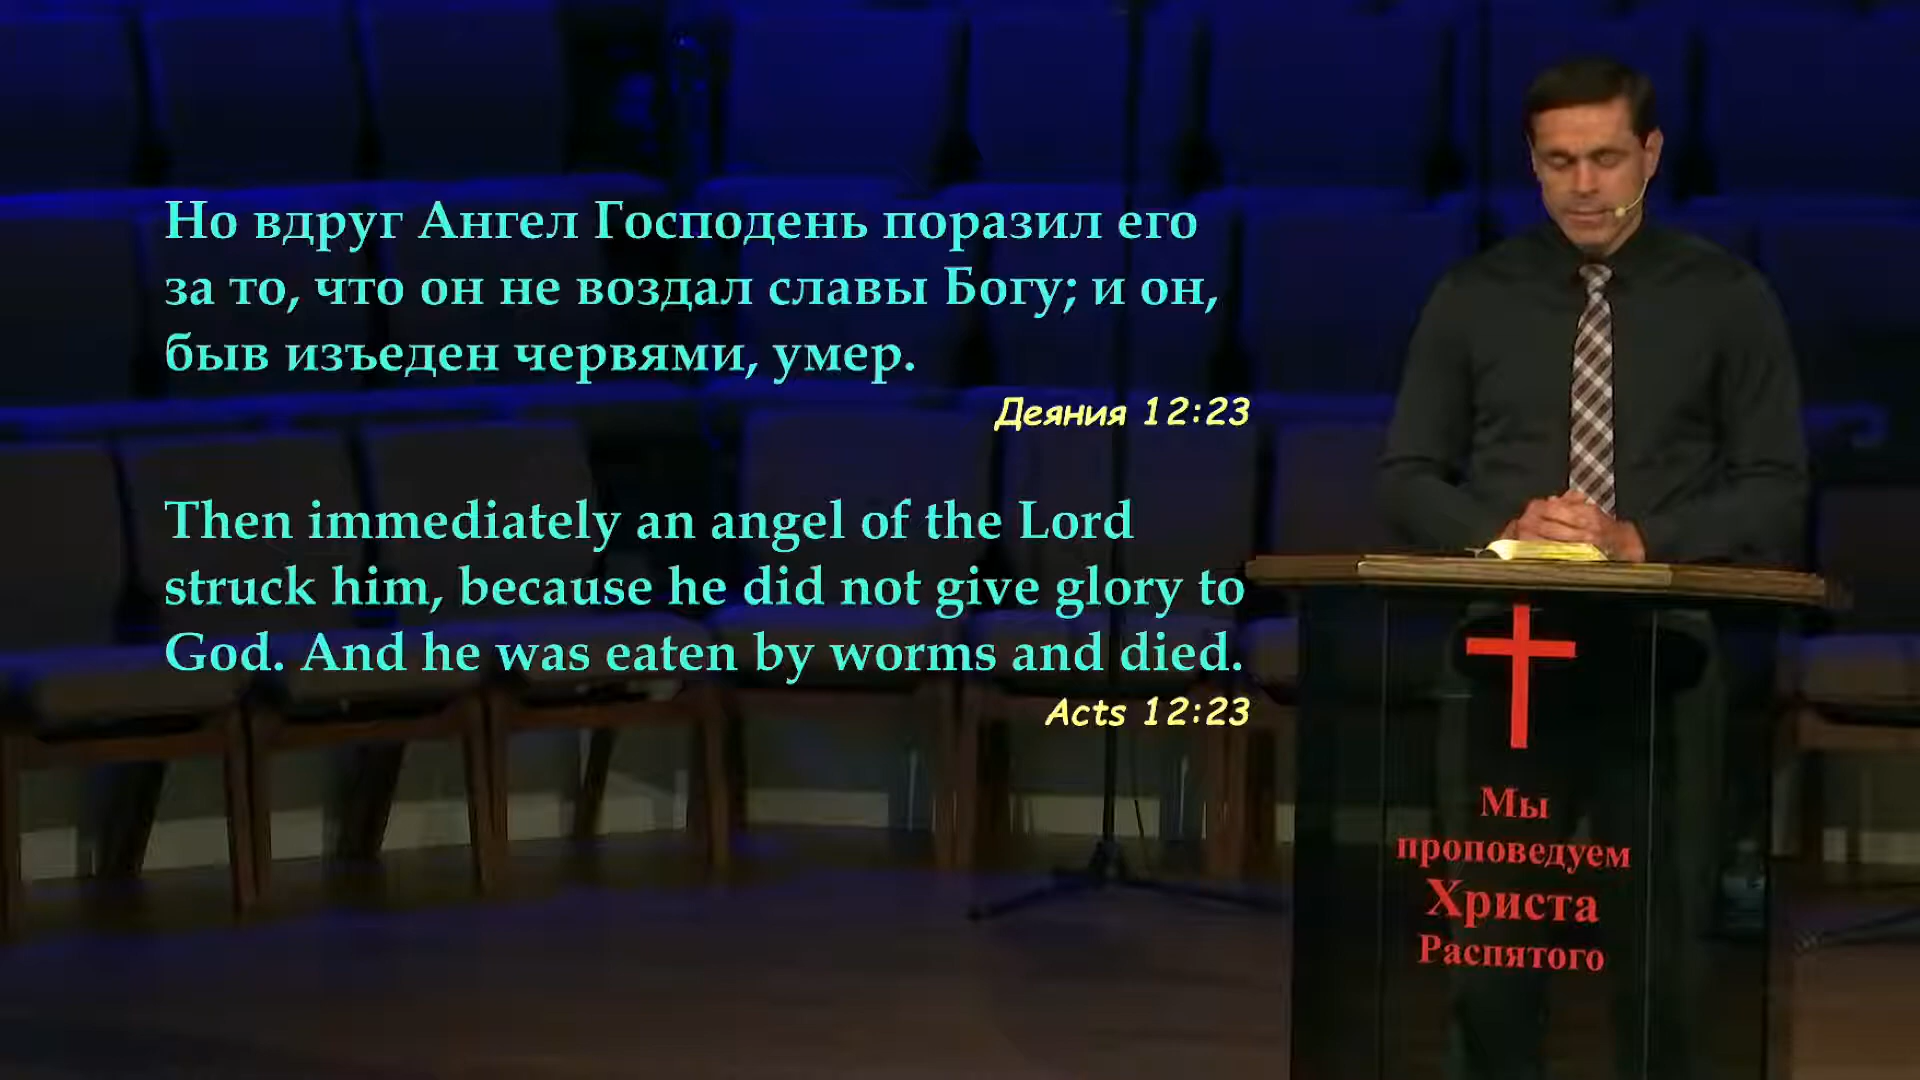 Но вдруг Ангел Господень поразил его
за то, что он не воздал славы Богу; и он,
быв изъеден червями, умер.
Деяния 12:23
Then immediately an angel of the Lord
struck him, because he did not give glory to
God. And he was eaten by worms and died.
Acts 12:23
Мы
проповедуем
Христа
Распятого